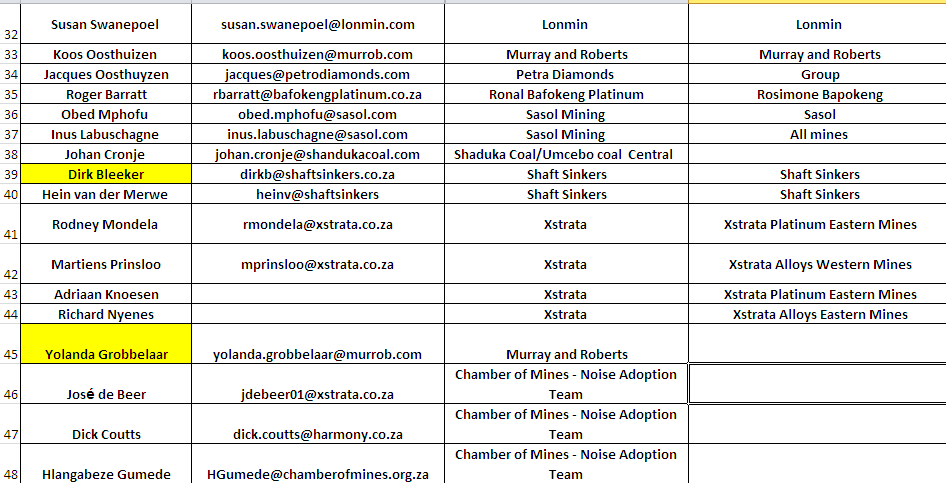 32 Susan Swanepoel susan.swanepoel@lonmin.com Lonmin Lonmin
33 Koos Oosthuizen koos.oosthuizen@murrob.com Murray and Roberts Murray and Roberts
34 Jacques Oosthuyzen jacques@petrodiamonds.com Petra Diamonds Group
35 Roger Barratt rbarratt@bafokengplatinum.co.za Ronal Bafokeng Platinum Rosimone Bapokeng
36 Obed Mphofu obed.mphofu@sasol.com Sasol Mining Sasol
37 Inus Labuschagne inus.labuschagne@sasol.com Sasol Mining All mines
38 Johan Cronje johan.cronje@shandukacoal.com Shaduka Coal/Umcebo coal Central
39 Dirk Bleeker dirkb@shaftsinkers.co.za Shaft Sinkers Shaft Sinkers
40 Hein van der Merwe heinv@shaftsinkers Shaft Sinkers Shaft Sinkers
41 Rodney Mondela rmondela@xstrata.co.za Xstrata Xstrata Platinum Eastern Mines
42 Martiens Prinsloo mprinsloo@xstrata.co.za Xstrata Xstrata Alloys Western Mines
43 Adriaan Knoesen Xstrata Xstrata Platinum Eastern Mines
44 Richard Nyenes Xstrata Xstrata Alloys Eastern Mines
45 Yolanda Grobbelaar yolanda.grobbelaar@murrob.com Murray and Roberts
Chamber of Mines - Noise Adoption
46 José de Beer jdebeer01@xstrata.co.za Team
Chamber of Mines - Noise Adoption
47 Dick Coutts dick.coutts@harmony.co.za Team
Chamber of Mines - Noise Adoption
48 Hlangabeze Gumede HGumede@chamberofmines.org.za Team